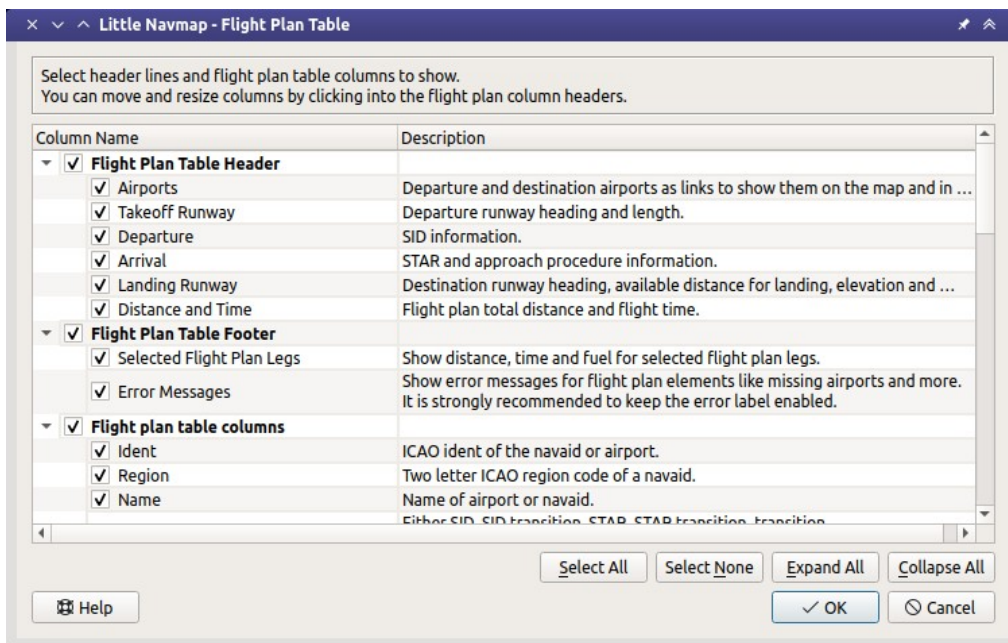 Little Navmap - Flight Plan Table
Select header lines and flight plan table columns to show.
You can move and resize columns by clicking into the flight plan column headers.
Column Name Description
Flight Plan Table Header
Airports Departure and destination airports as links to show them on the map and in ...
Takeoff Runway Departure runway heading and length.
Departure SID information.
Arrival STAR and approach procedure information.
Landing Runway Destination runway heading, available distance for landing, elevation and ...
Distance and Time Flight plan total distance and flight time.
Flight Plan Table Footer
Selected Flight Plan Legs Show distance, time and fuel for selected flight plan legs.
Error Messages Show error messages for flight plan elements like missing airports and more.
It is strongly recommended to keep the error label enabled.
Flight plan table columns
Ident ICAO ident of the navaid or airport.
Region Two letter ICAO region code of a navaid.
Name Name of airport or navaid.
Either SID, SID transition, STAR, STAR transition, transition
Select All Select None Expand All Collapse All
Help OK Cancel